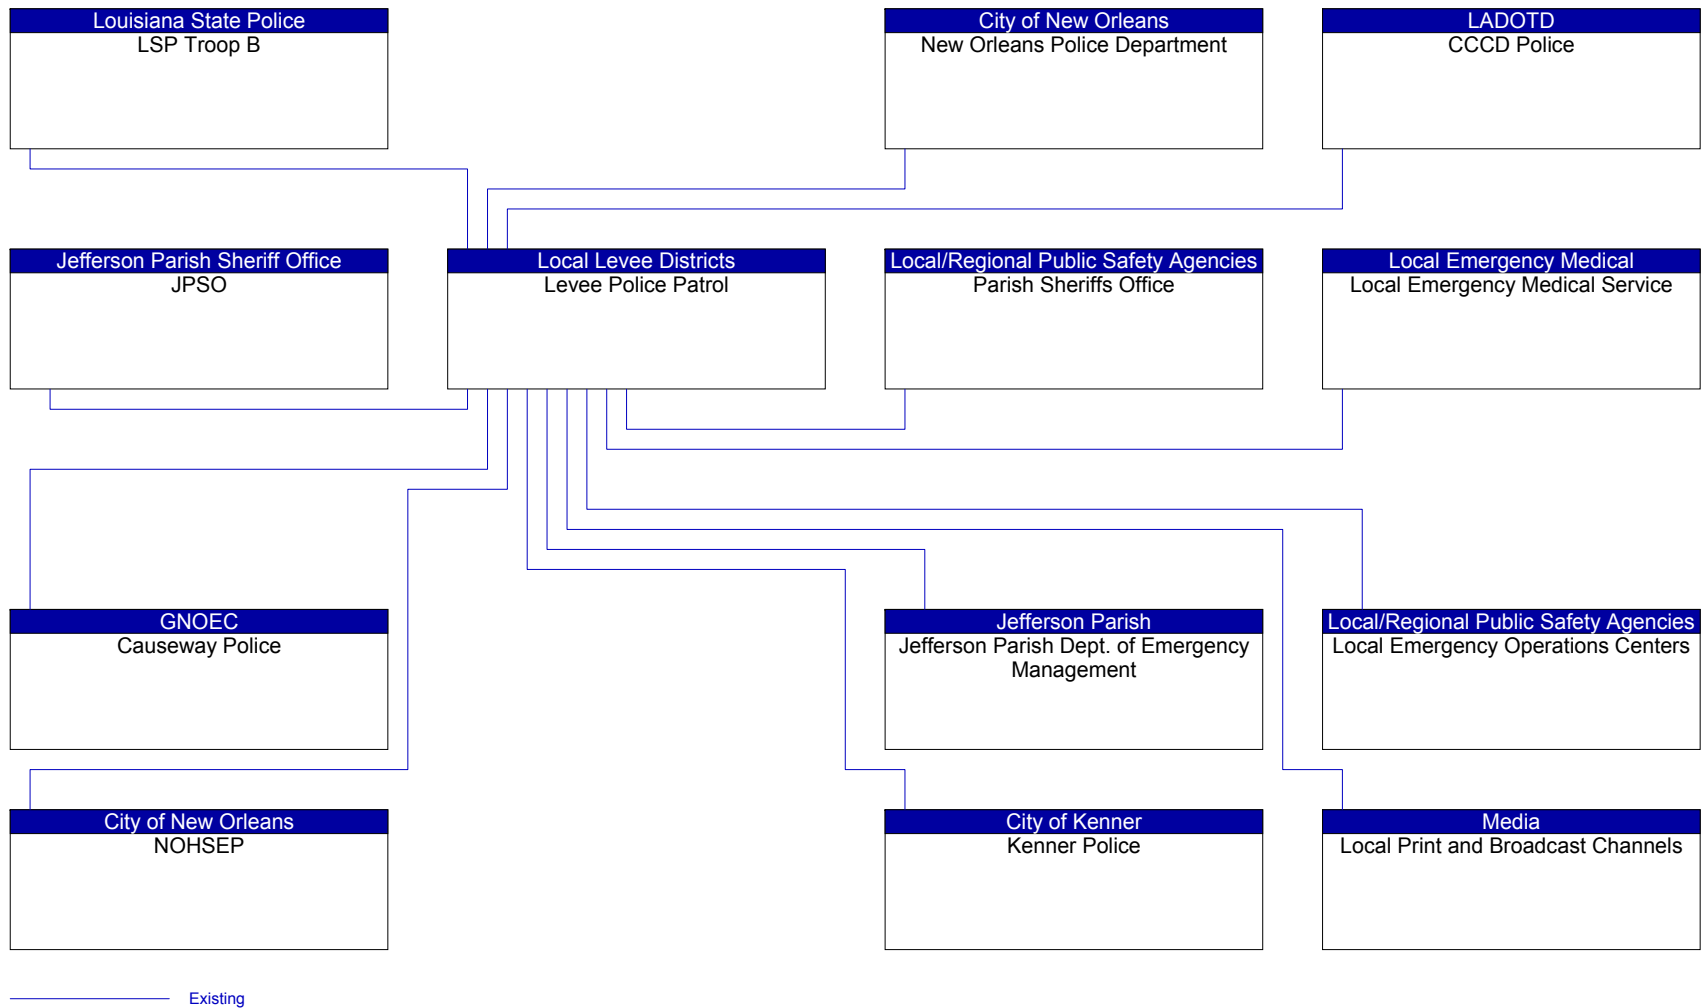 Louisiana State Police
LSP Troop B
City of New Orleans
New Orleans Police Department
LADOTD
CCCD Police
Jefferson Parish Sheriff Office
JPSO
Local Levee Districts
Levee Police Patrol
Local/Regional Public Safety Agencies
Parish Sheriffs Office
Local Emergency Medical
Local Emergency Medical Service
GNOEC
Causeway Police
Jefferson Parish
Jefferson Parish Dept. of Emergency
Management
Local/Regional Public Safety Agencies
Local Emergency Operations Centers
City of New Orleans
NOHSEP
City of Kenner
Kenner Police
Media
Local Print and Broadcast Channels
Existing